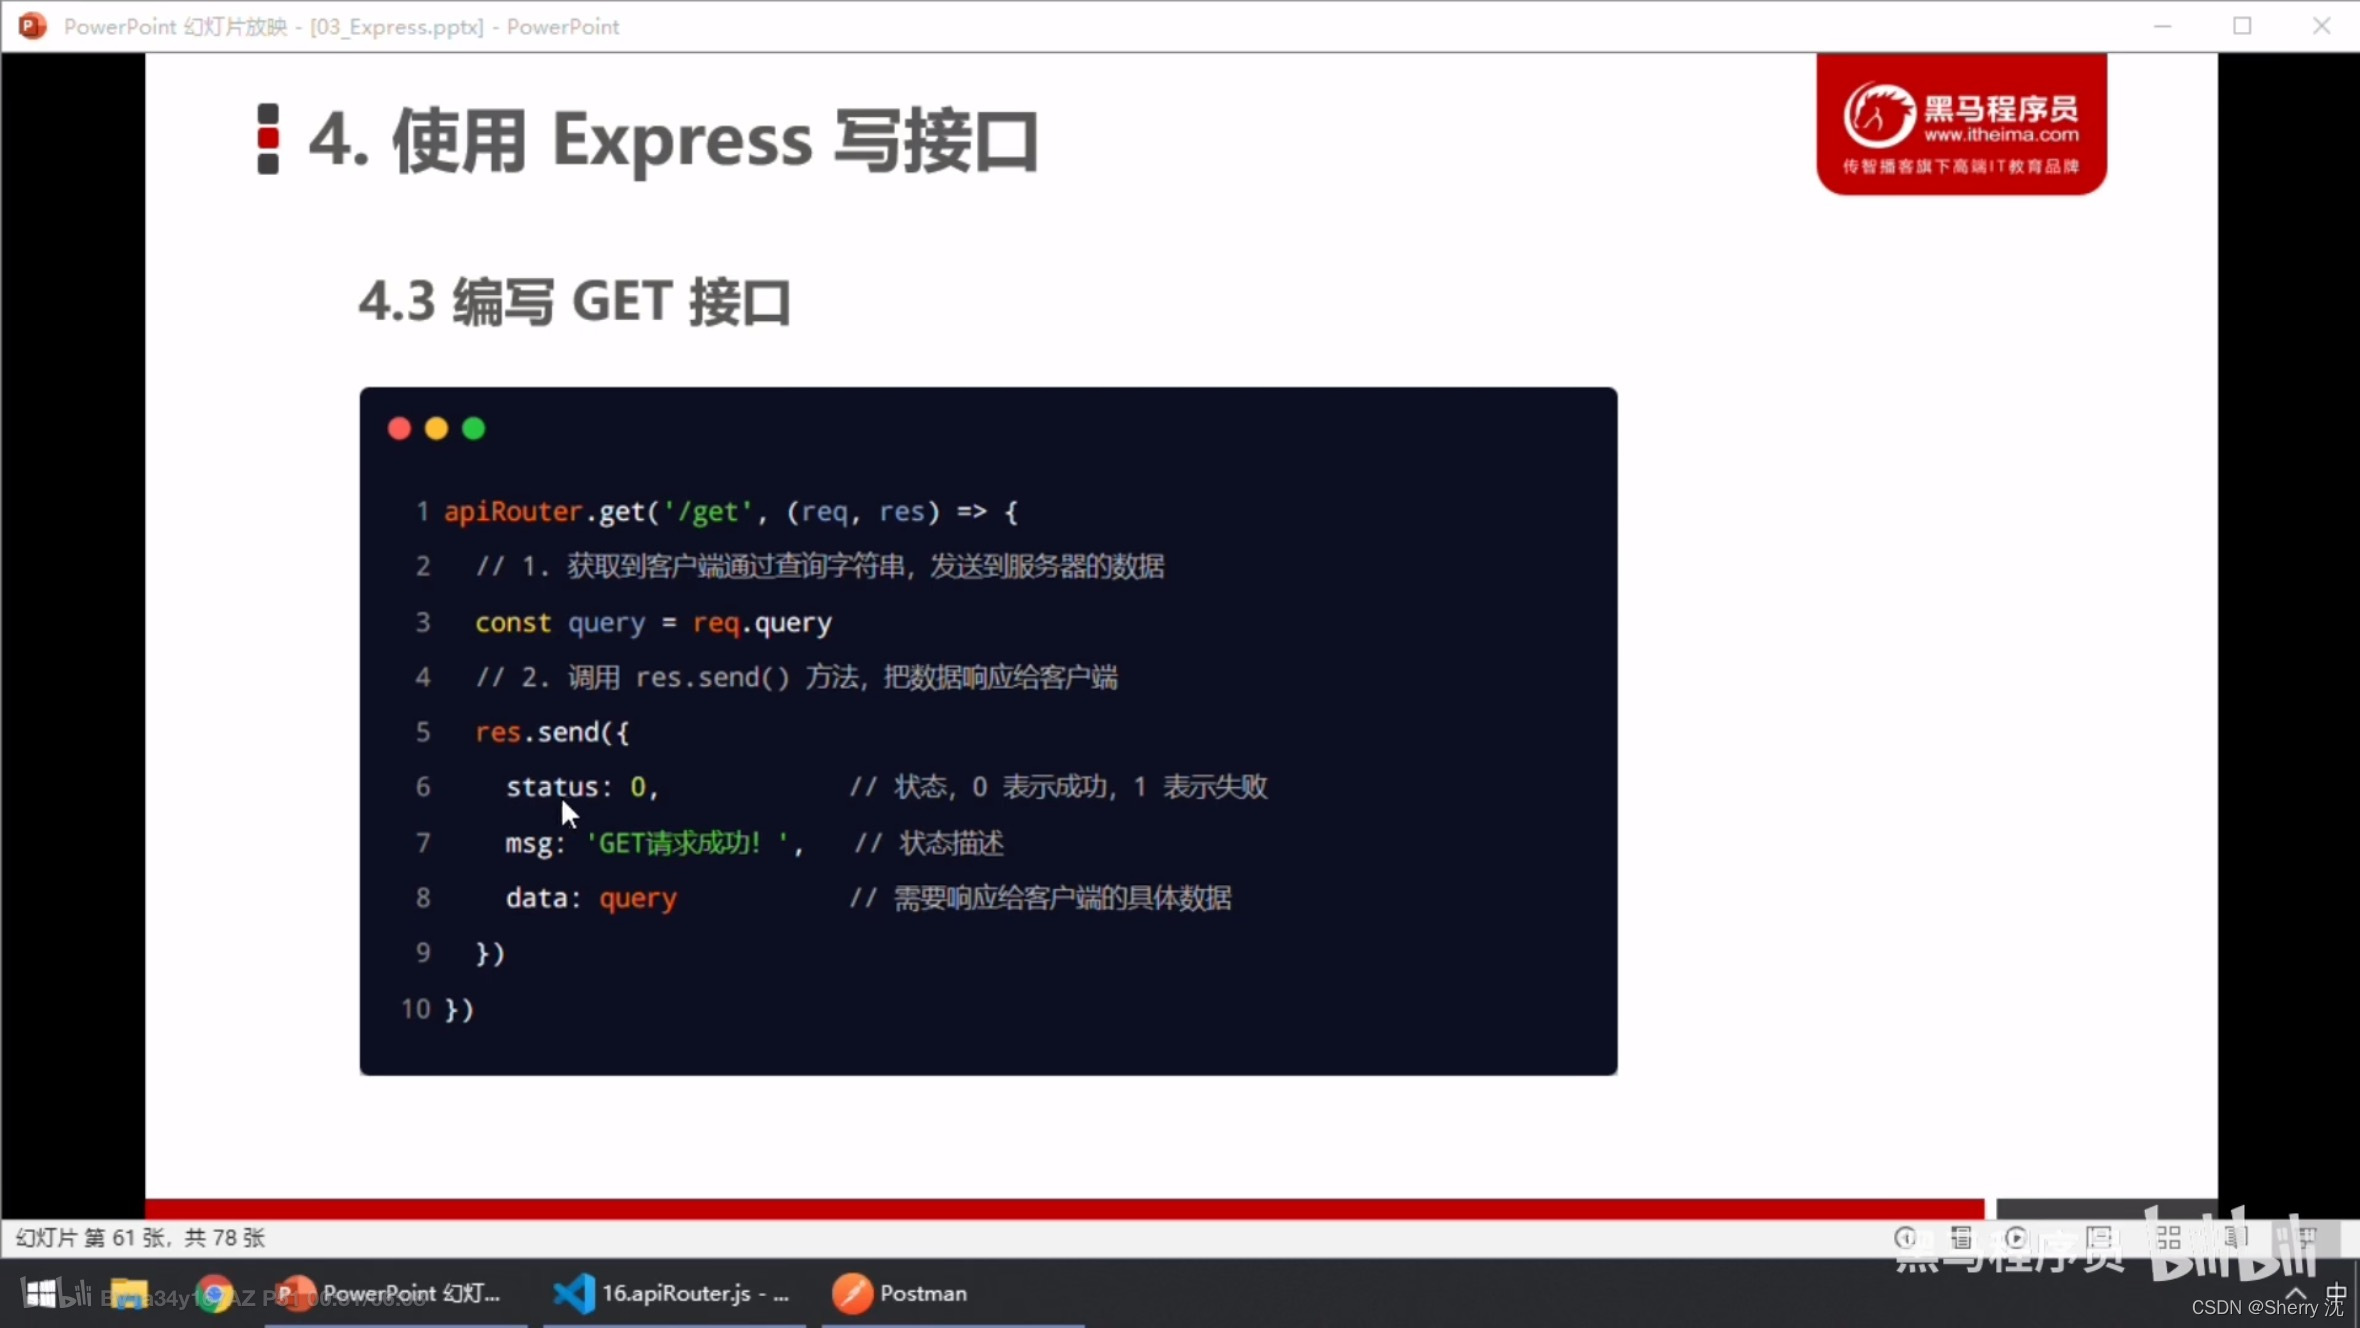 PowerPoint 幻灯片放映 - [03_Express.pptx] - PowerPoint
4. 使用 Express 写接口
黑马程序员
www.itheima.com
传智播客旗下高端IT教育品牌
4.3 编写 GET 接口
1 apiRouter.get('/get', (req, res) => {
2 // 1. 获取到客户端通过查询字符串，发送到服务器的数据
3 const query = req.query
4 // 2. 调用 res.send() 方法，把数据响应给客户端
5 res.send({
6 status: 0, // 状态，0 表示成功，1 表示失败
7 msg: 'GET请求成功！', // 状态描述
8 data: query // 需要响应给客户端的具体数据
9 })
10 })
幻灯片 第 61 张，共 78 张
黑马程序员 bilibili
bilibili
PowerPoint 幻灯...
16.apiRouter.js - ...
Postman
中
CSDN @Sherry 沈